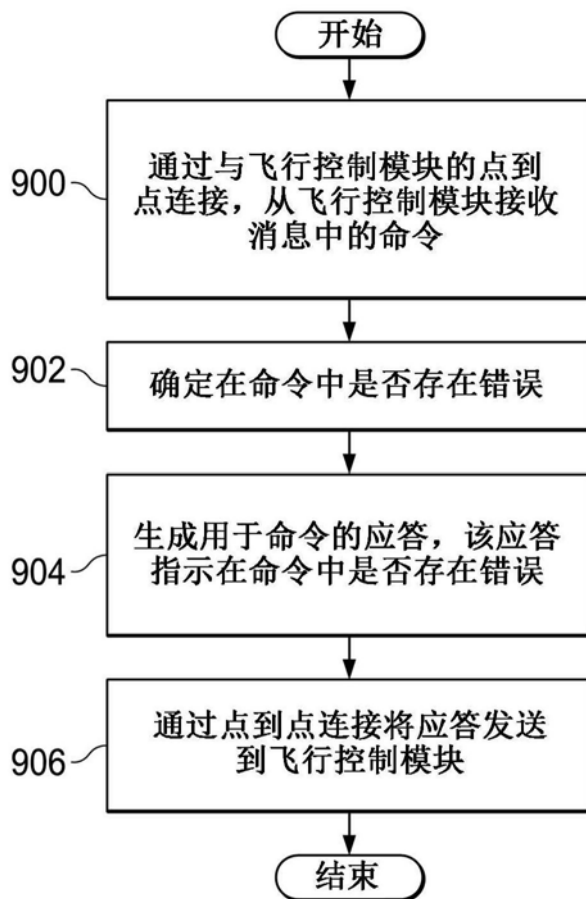 开始
900
通过与飞行控制模块的点到
点连接，从飞行控制模块接收
消息中的命令
902
确定在命令中是否存在错误
904
生成用于命令的应答，该应答
指示在命令中是否存在错误
906
通过点到点连接将应答发送
到飞行控制模块
结束